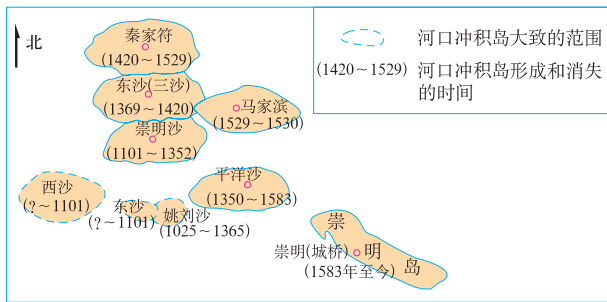 北
秦家符
(1420～1529)
东沙(三沙)
(1369～1420)
马家滨
(1529～1530)
崇明沙
(1101～1352)
西沙
(?～1101)
东沙
(?～1101)
姚刘沙
(1025～1365)
平洋沙
(1350～1583)
崇明岛
崇明(城桥)
(1583年至今)
河口冲积岛大致的范围
(1420～1529) 河口冲积岛形成和消失
的时间